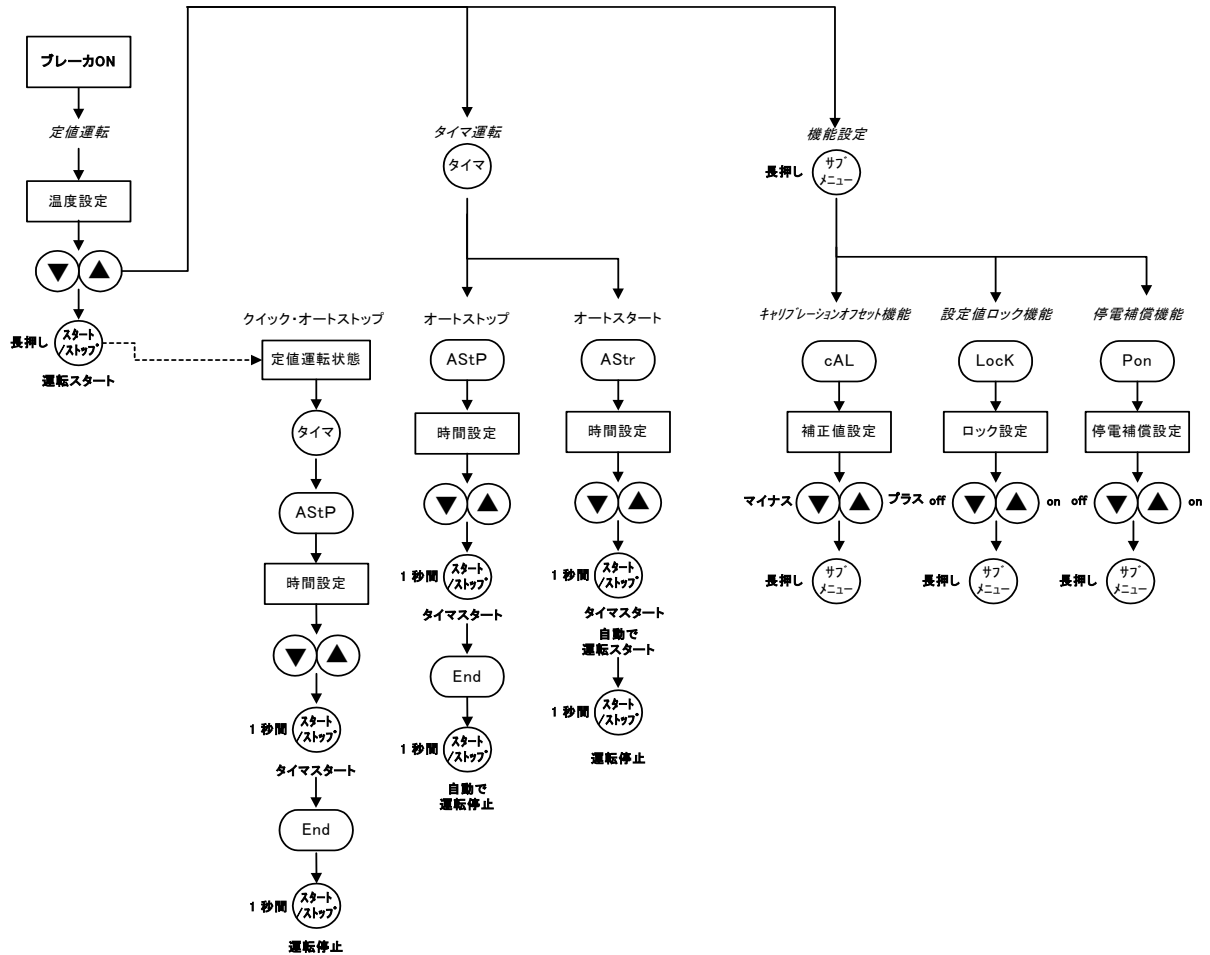 ブレーカON
定値運転
温度設定
▼ ▲
長押し
スタート
/ストップ
運転スタート
クイック・オートストップ
定値運転状態
タイマ
AStP
時間設定
▼ ▲
1 秒間
スタート
/ストップ
タイマスタート
End
1 秒間
スタート
/ストップ
運転停止
タイマ運転
タイマ
オートストップ
AStP
時間設定
▼ ▲
1 秒間
スタート
/ストップ
タイマスタート
End
1 秒間
スタート
/ストップ
自動で
運転停止
オートスタート
AStr
時間設定
▼ ▲
1 秒間
スタート
/ストップ
タイマスタート
自動で
運転スタート
1 秒間
スタート
/ストップ
運転停止
機能設定
長押し
サブ
メニュー
キャリブレーションオフセット機能
cAL
補正値設定
マイナス ▼ ▲ プラス
長押し
サブ
メニュー
設定値ロック機能
LocK
ロック設定
off ▼ ▲ on
長押し
サブ
メニュー
停電補償機能
Pon
停電補償設定
off ▼ ▲ on
長押し
サブ
メニュー